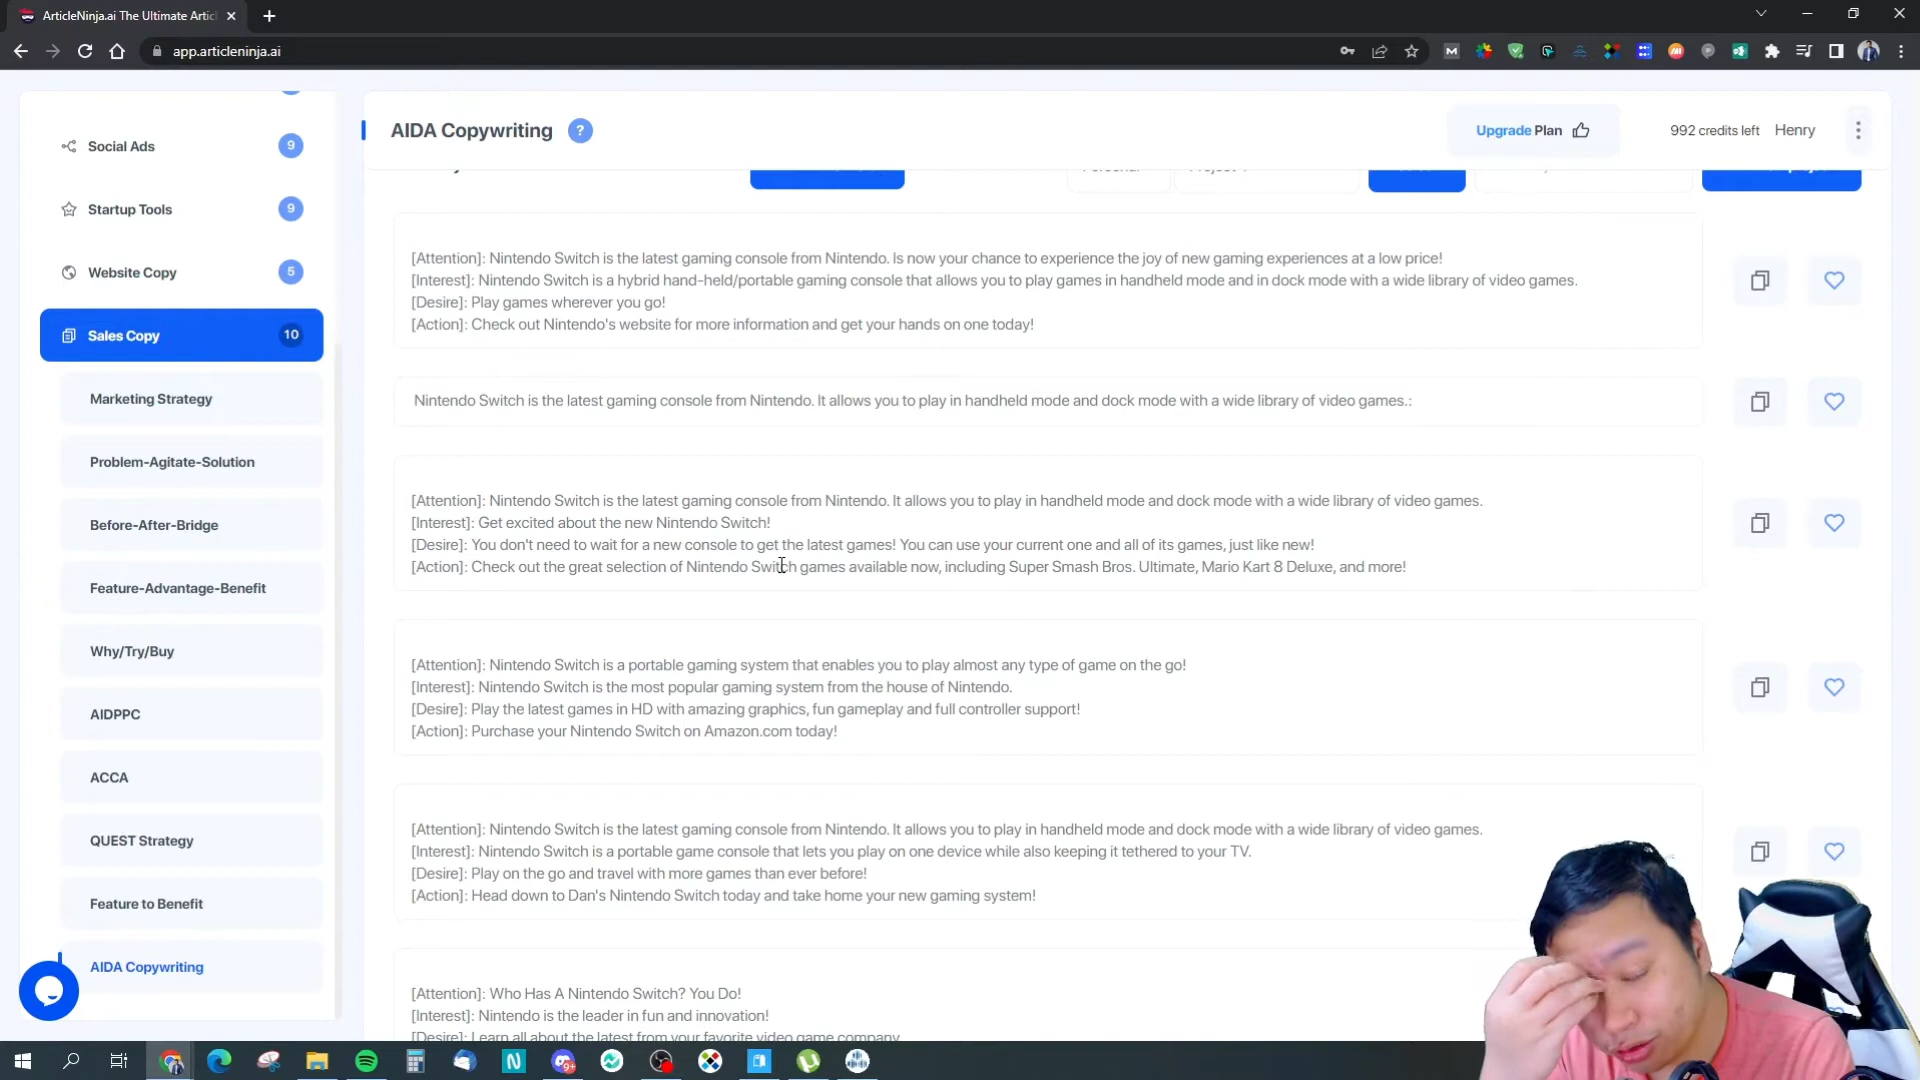 ArticleNinja.ai The Ultimate Artic
app.articleninja.ai
Social Ads 9
Startup Tools 9
Website Copy 5
Sales Copy 10
Marketing Strategy
Problem-Agitate-Solution
Before-After-Bridge
Feature-Advantage-Benefit
Why/Try/Buy
AIDPPC
ACCA
QUEST Strategy
Feature to Benefit
AIDA Copywriting
AIDA Copywriting ?
Upgrade Plan
992 credits left Henry
[Attention]: Nintendo Switch is the latest gaming console from Nintendo. Is now your chance to experience the joy of new gaming experiences at a low price!
[Interest]: Nintendo Switch is a hybrid hand-held/portable gaming console that allows you to play games in handheld mode and in dock mode with a wide library of video games.
[Desire]: Play games wherever you go!
[Action]: Check out Nintendo's website for more information and get your hands on one today!
Nintendo Switch is the latest gaming console from Nintendo. It allows you to play in handheld mode and dock mode with a wide library of video games.:
[Attention]: Nintendo Switch is the latest gaming console from Nintendo. It allows you to play in handheld mode and dock mode with a wide library of video games.
[Interest]: Get excited about the new Nintendo Switch!
[Desire]: You don't need to wait for a new console to get the latest games! You can use your current one and all of its games, just like new!
[Action]: Check out the great selection of Nintendo Switch games available now, including Super Smash Bros. Ultimate, Mario Kart 8 Deluxe, and more!
[Attention]: Nintendo Switch is a portable gaming system that enables you to play almost any type of game on the go!
[Interest]: Nintendo Switch is the most popular gaming system from the house of Nintendo.
[Desire]: Play the latest games in HD with amazing graphics, fun gameplay and full controller support!
[Action]: Purchase your Nintendo Switch on Amazon.com today!
[Attention]: Nintendo Switch is the latest gaming console from Nintendo. It allows you to play in handheld mode and dock mode with a wide library of video games.
[Interest]: Nintendo Switch is a portable game console that lets you play on one device while also keeping it tethered to your TV.
[Desire]: Play on the go and travel with more games than ever before!
[Action]: Head down to Dan's Nintendo Switch today and take home your new gaming system!
[Attention]: Who Has A Nintendo Switch? You Do!
[Interest]: Nintendo is the leader in fun and innovation!
[Desire]: Learn all about the latest from your favorite video game company